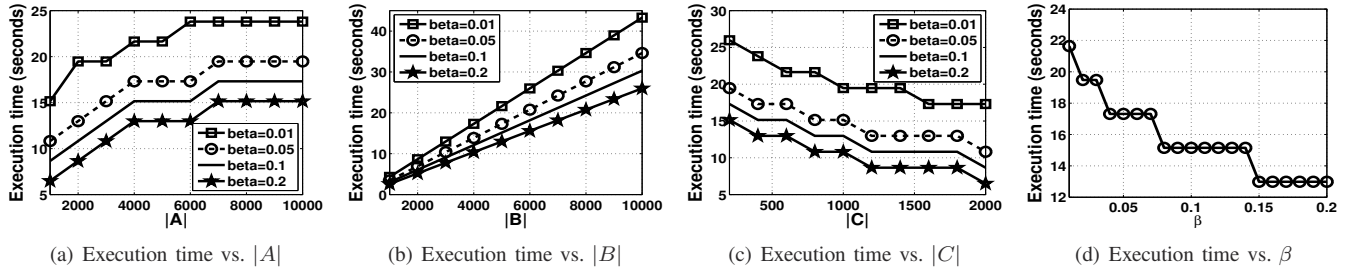 Execution time (seconds)
25
20
15
10
5
2000 4000 6000 8000 10000
|A|
beta=0.01
beta=0.05
beta=0.1
beta=0.2
(a) Execution time vs. |A|
Execution time (seconds)
40
30
20
10
0
2000 4000 6000 8000 10000
|B|
beta=0.01
beta=0.05
beta=0.1
beta=0.2
(b) Execution time vs. |B|
Execution time (seconds)
30
25
20
15
10
5
500 1000 1500 2000
|C|
beta=0.01
beta=0.05
beta=0.1
beta=0.2
(c) Execution time vs. |C|
Execution time (seconds)
24
22
20
18
16
14
12
0.05 0.1 0.15 0.2
β
(d) Execution time vs. β